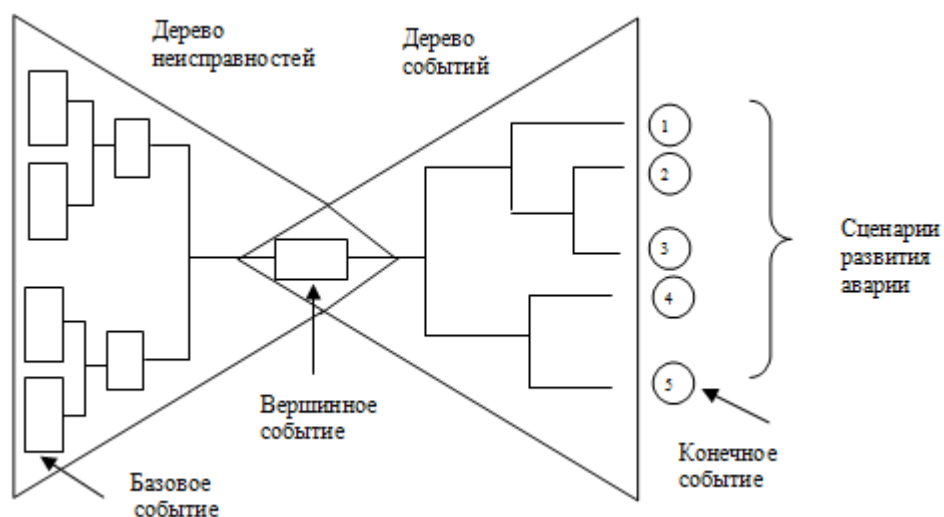 Дерево
неисправностей
Дерево
событий
1
2
3
4
5
Сценарии
развития
аварии
Вершинное
событие
Конечное
событие
Базовое
событие